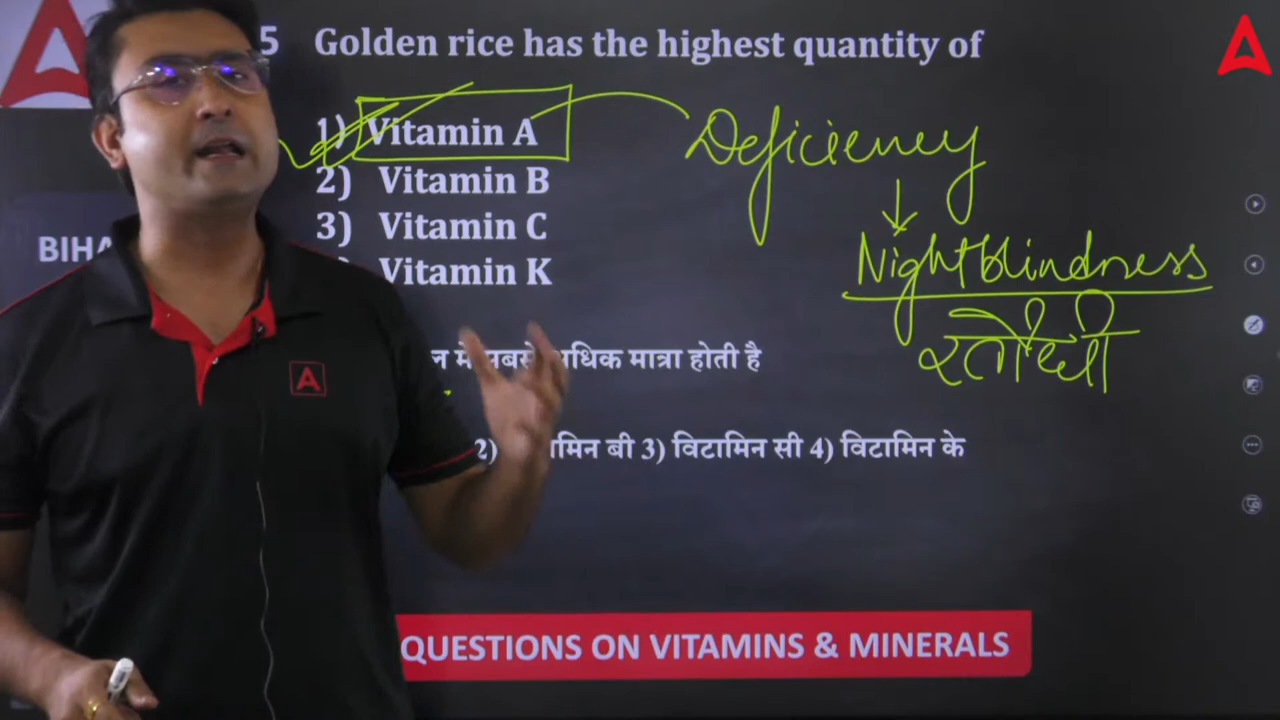 5 Golden rice has the highest quantity of
1) Vitamin A
2) Vitamin B
3) Vitamin C
Vitamin K
Deficiency
Nightblindness
रतौंधी
BIHA
अधिक मात्रा होती है
2) बी 3) विटामिन सी 4) विटामिन के
QUESTIONS ON VITAMINS & MINERALS